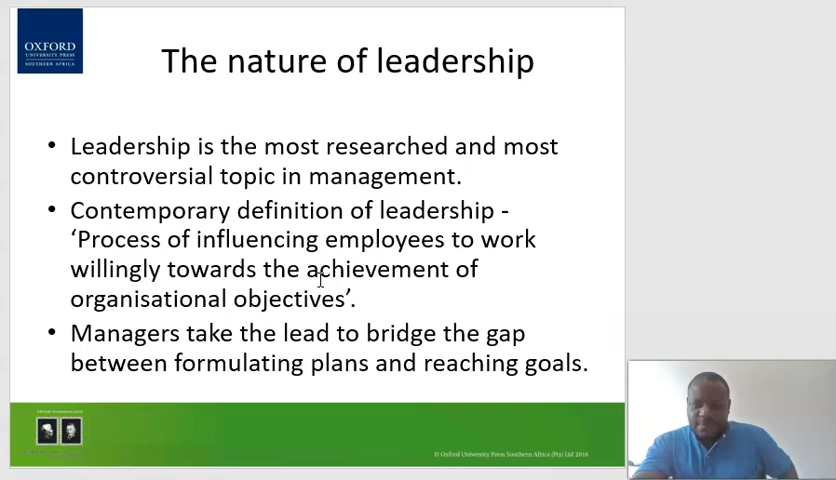 OXFORD
UNIVERSITY PRESS
SOUTHERN AFRICA
The nature of leadership
• Leadership is the most researched and most
controversial topic in management.
• Contemporary definition of leadership -
‘Process of influencing employees to work
willingly towards the achievement of
organisational objectives’.
• Managers take the lead to bridge the gap
between formulating plans and reaching goals.
© Oxford University Press Southern Africa (Pty) Ltd 2016